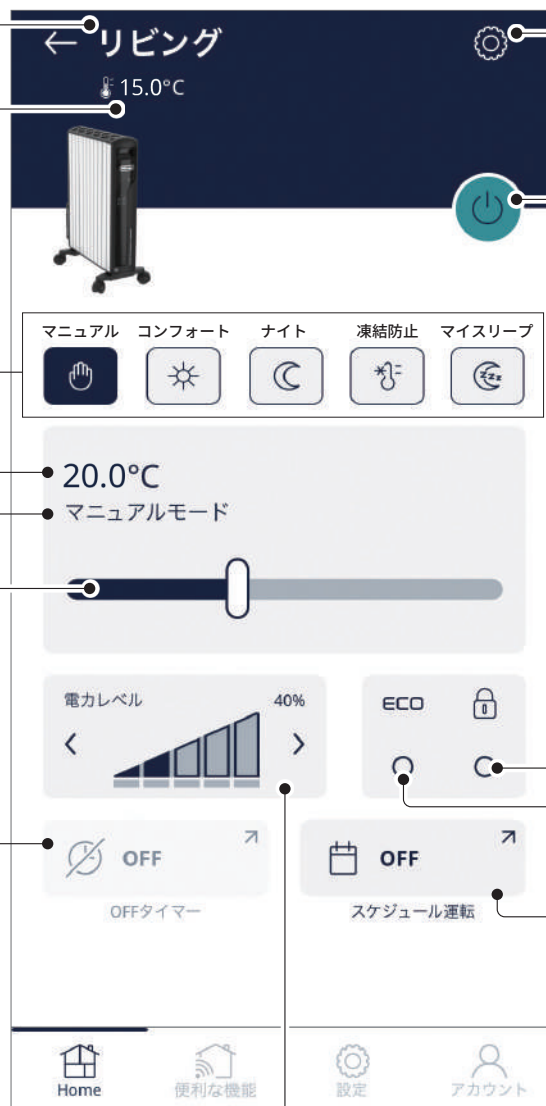 リビング
15.0°C
マニュアル コンフォート ナイト 凍結防止 マイスリープ
20.0°C
マニュアルモード
電力レベル 40%
ECO
OFF
OFFタイマー
OFF
スケジュール運転
Home 便利な機能 設定 アカウント